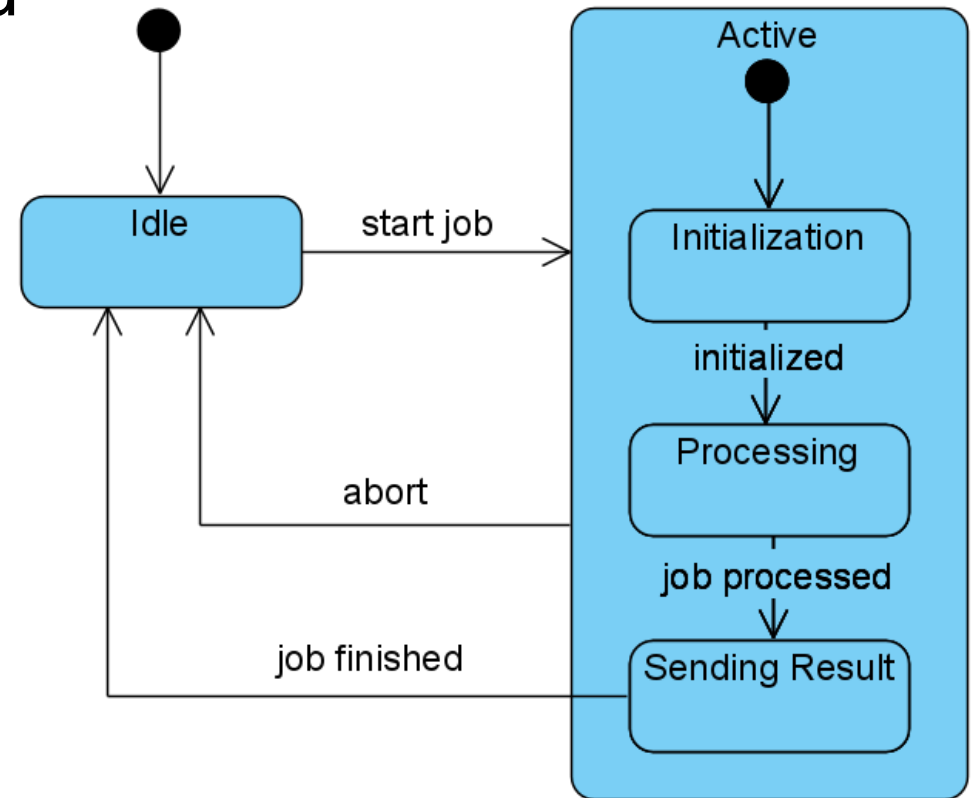 Active
Idle
start job
Initialization
initialized
Processing
abort
job processed
job finished
Sending Result